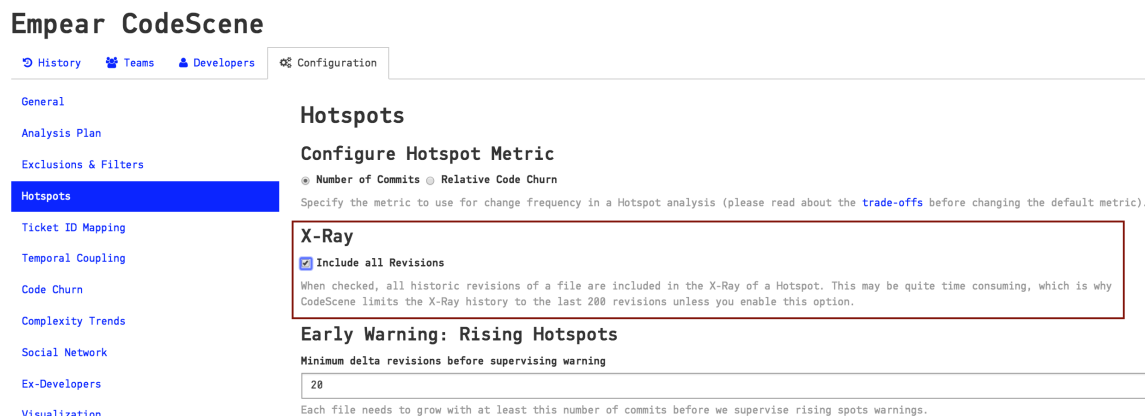 Empear CodeScene
History Teams Developers Configuration
General
Analysis Plan
Exclusions & Filters
Hotspots
Ticket ID Mapping
Temporal Coupling
Code Churn
Complexity Trends
Social Network
Ex-Developers
Visualization
Hotspots
Configure Hotspot Metric
Number of Commits Relative Code Churn
Specify the metric to use for change frequency in a Hotspot analysis (please read about the trade-offs before changing the default metric).
X-Ray
Include all Revisions
When checked, all historic revisions of a file are included in the X-Ray of a Hotspot. This may be quite time consuming, which is why
CodeScene limits the X-Ray history to the last 200 revisions unless you enable this option.
Early Warning: Rising Hotspots
Minimum delta revisions before supervising warning
20
Each file needs to grow with at least this number of commits before we supervise rising spots warnings.